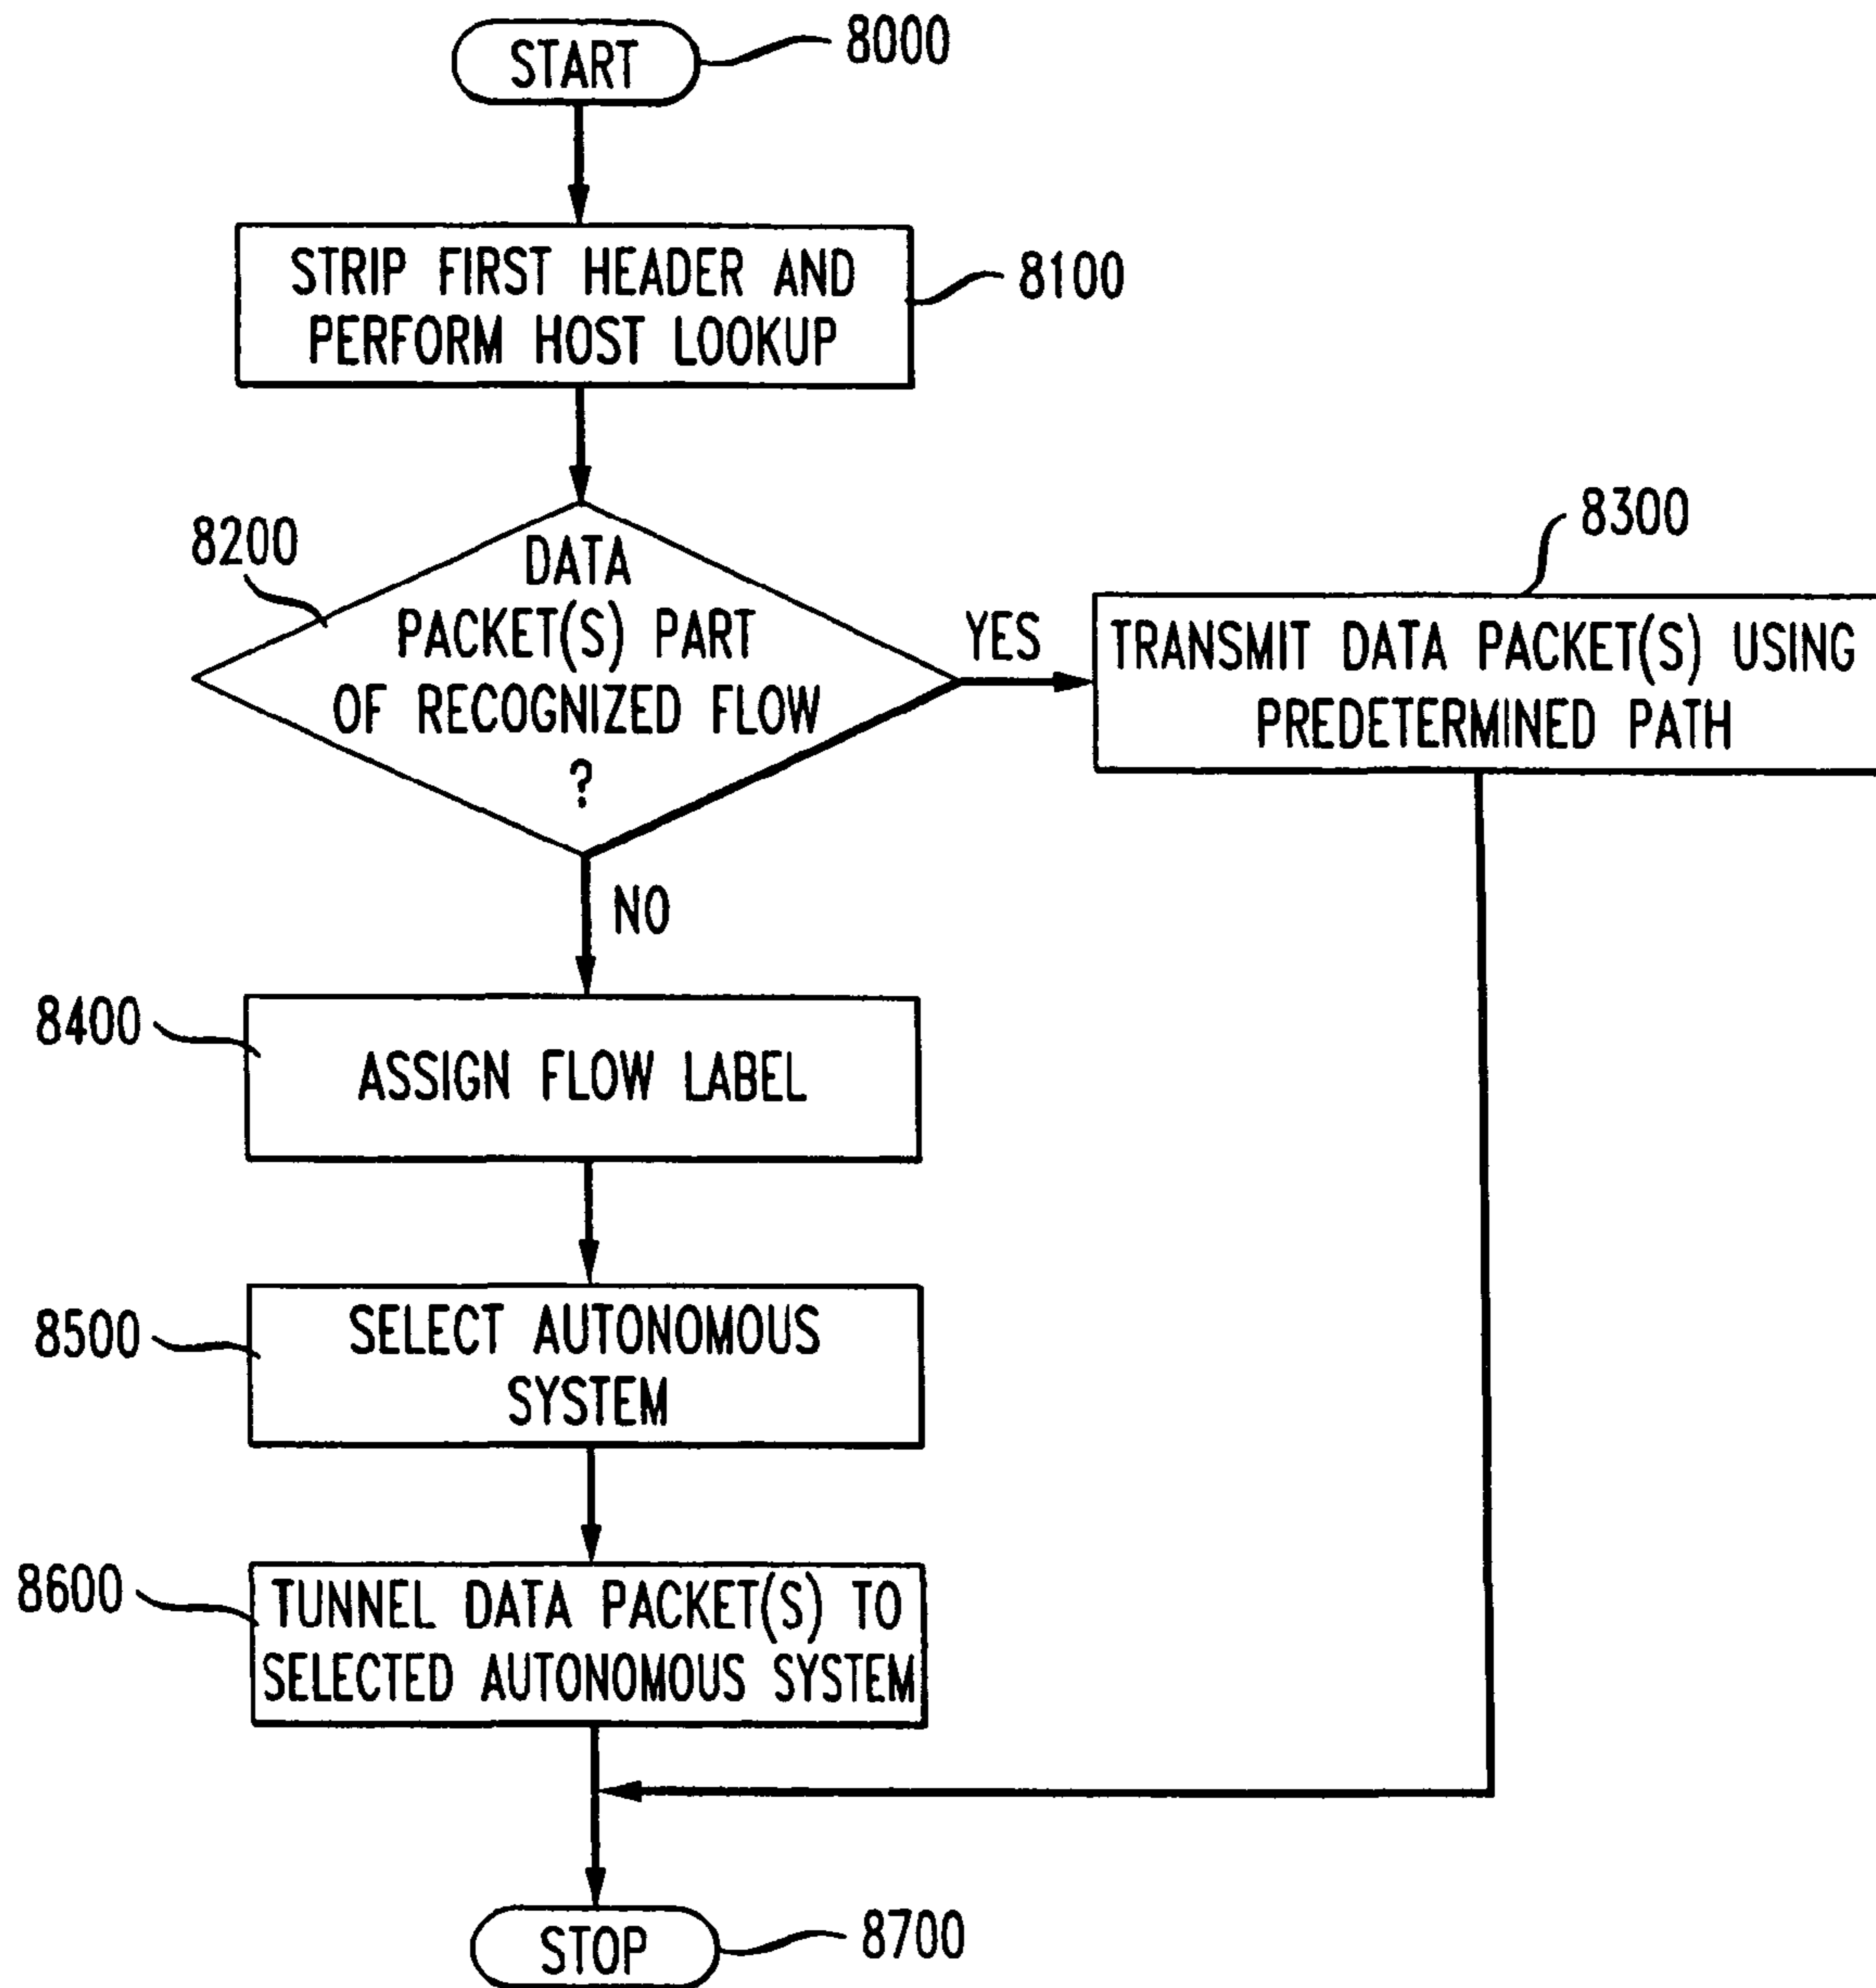 START
8000
STRIP FIRST HEADER AND
PERFORM HOST LOOKUP
8100
8200
DATA
PACKET(S) PART
OF RECOGNIZED FLOW
?
YES
8300
TRANSMIT DATA PACKET(S) USING
PREDETERMINED PATH
NO
8400
ASSIGN FLOW LABEL
8500
SELECT AUTONOMOUS
SYSTEM
8600
TUNNEL DATA PACKET(S) TO
SELECTED AUTONOMOUS SYSTEM
STOP
8700